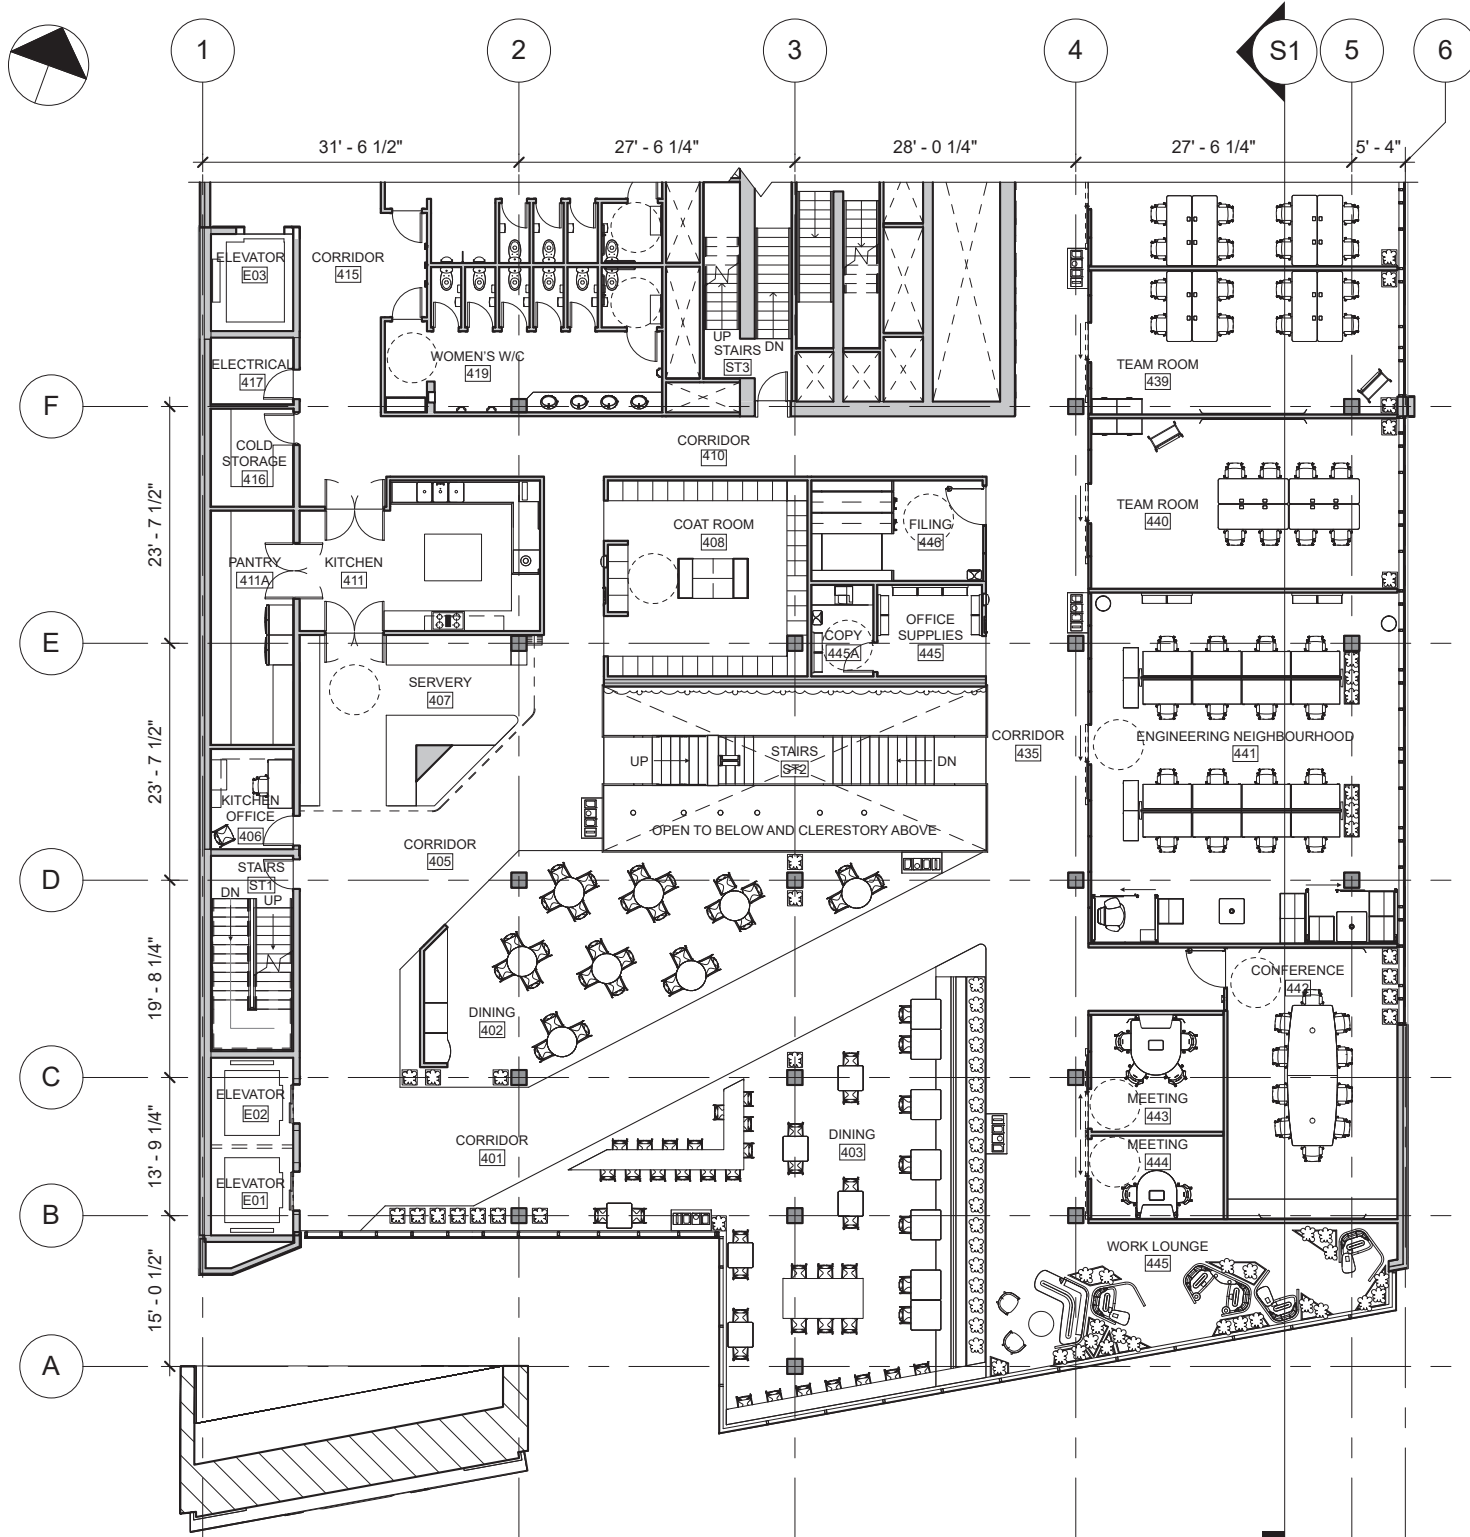 1
2
3
4
S1
5
6
31' - 6 1/2"
27' - 6 1/4"
28' - 0 1/4"
27' - 6 1/4"
5' - 4"
ELEVATOR
E03
CORRIDOR
415
UP
STAIRS
DN
ST3
WOMEN'S W/C
419
ELECTRICAL
417
TEAM ROOM
439
F
CORRIDOR
410
COLD
STORAGE
416
COAT ROOM
408
FILING
446
TEAM ROOM
440
23' - 7 1/2"
PANTRY
411A
KITCHEN
411
E
COPY
445A
OFFICE
SUPPLIES
445
SERVERY
407
23' - 7 1/2"
UP
STAIRS
ST2
DN
CORRIDOR
435
ENGINEERING NEIGHBOURHOOD
441
KITCHEN
OFFICE
406
OPEN TO BELOW AND CLERESTORY ABOVE
CORRIDOR
405
D
STAIRS
ST1
DN
UP
19' - 8 1/4"
DINING
402
CONFERENCE
442
C
ELEVATOR
E02
MEETING
443
13' - 9 1/4"
CORRIDOR
401
DINING
403
MEETING
444
ELEVATOR
E01
B
WORK LOUNGE
445
15' - 0 1/2"
A